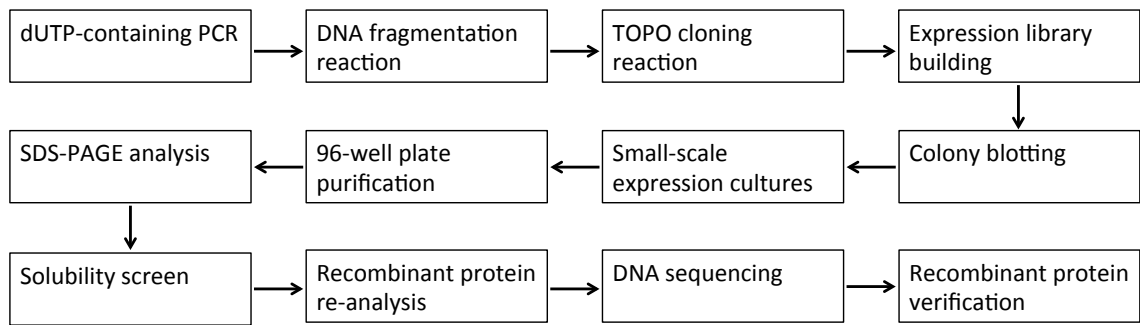 dUTP-containing PCR
DNA fragmentation
reaction
TOPO cloning
reaction
Expression library
building
SDS-PAGE analysis
96-well plate
purification
Small-scale
expression cultures
Colony blotting
Solubility screen
Recombinant protein
re-analysis
DNA sequencing
Recombinant protein
verification